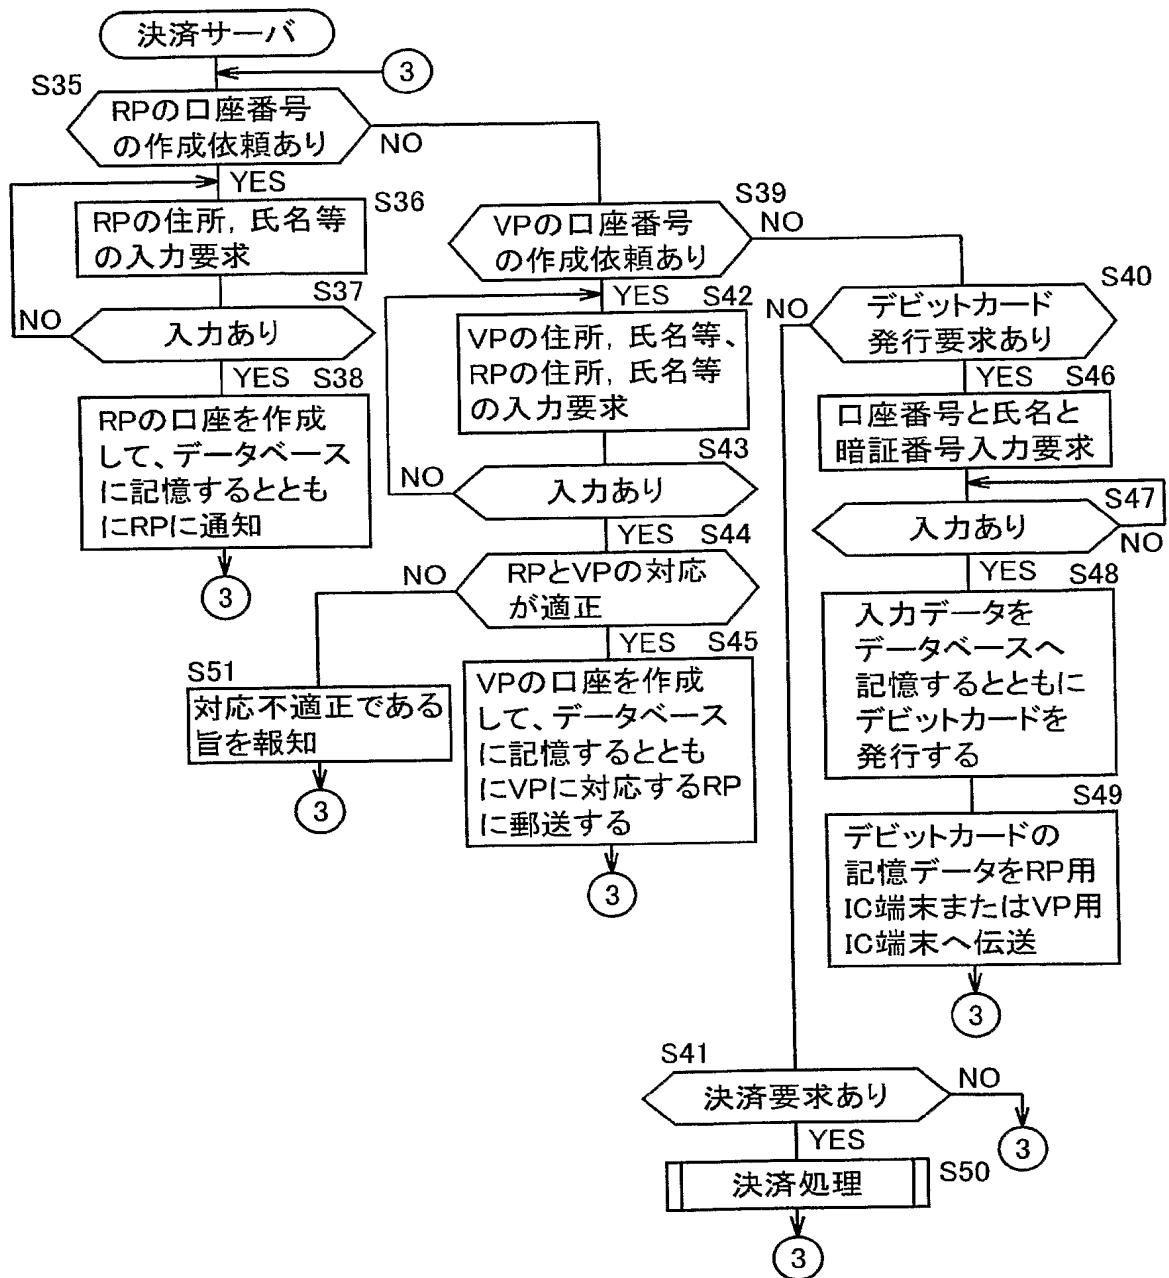 決済サーバ
3
S35
RPの口座番号
の作成依頼あり
NO
YES
S36
RPの住所, 氏名等
の入力要求
S37
NO
入力あり
YES S38
RPの口座を作成
して、データベース
に記憶するととも
にRPに通知
3
S39
VPの口座番号
の作成依頼あり
NO
YES S42
VPの住所, 氏名等、
RPの住所, 氏名等
の入力要求
S43
NO
入力あり
YES S44
NO
RPとVPの対応
が適正
YES S45
VPの口座を作成
して、データベース
に記憶するととも
にVPに対応するRP
に郵送する
3
S51
対応不適正である
旨を報知
3
S40
NO
デビットカード
発行要求あり
YES S46
口座番号と氏名と
暗証番号入力要求
S47
入力あり
NO
YES S48
入力データを
データベースへ
記憶するとともに
デビットカードを
発行する
S49
デビットカードの
記憶データをRP用
IC端末またはVP用
IC端末へ伝送
3
S41
決済要求あり
NO
3
YES
決済処理
S50
3